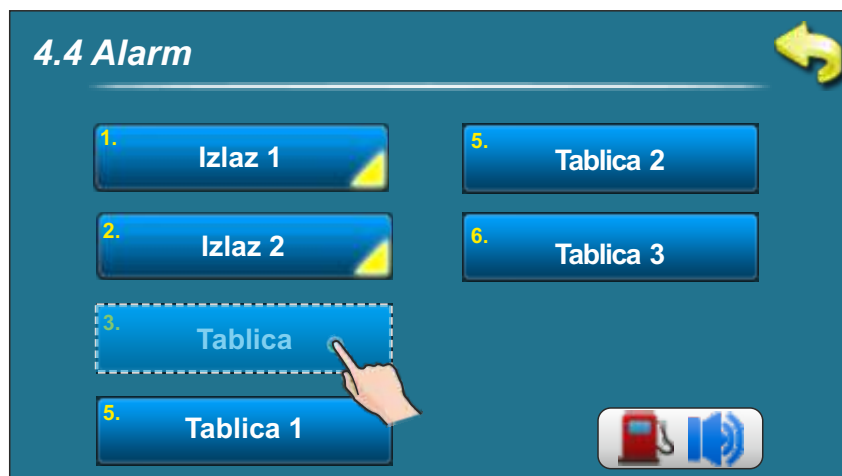 4.4 Alarm
1. Izlaz 1
2. Izlaz 2
3. Tablica
5. Tablica 1
5. Tablica 2
6. Tablica 3